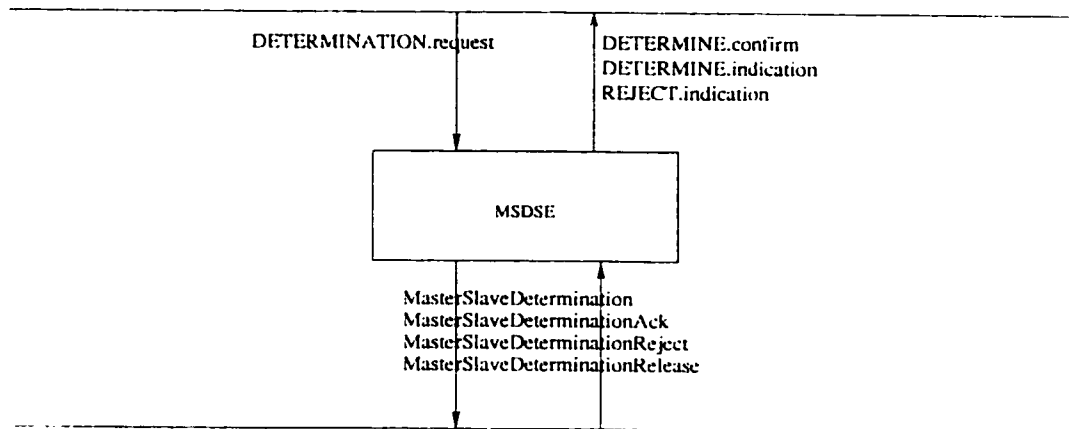 DETERMINATION.request
DETERMINE.confirm
DETERMINE.indication
REJECT.indication
MSDSE
MasterSlaveDetermination
MasterSlaveDeterminationAck
MasterSlaveDeterminationReject
MasterSlaveDeterminationRelease